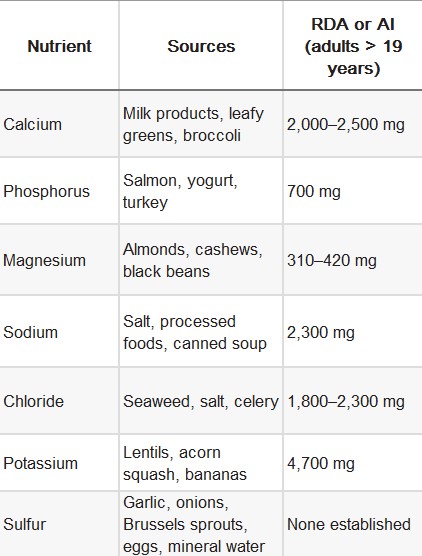 Nutrient
Sources
RDA or AI
(adults > 19
years)
Calcium
Milk products, leafy
greens, broccoli
2,000–2,500 mg
Phosphorus
Salmon, yogurt,
turkey
700 mg
Magnesium
Almonds, cashews,
black beans
310–420 mg
Sodium
Salt, processed
foods, canned soup
2,300 mg
Chloride
Seaweed, salt, celery
1,800–2,300 mg
Potassium
Lentils, acorn
squash, bananas
4,700 mg
Sulfur
Garlic, onions,
Brussels sprouts,
eggs, mineral water
None established